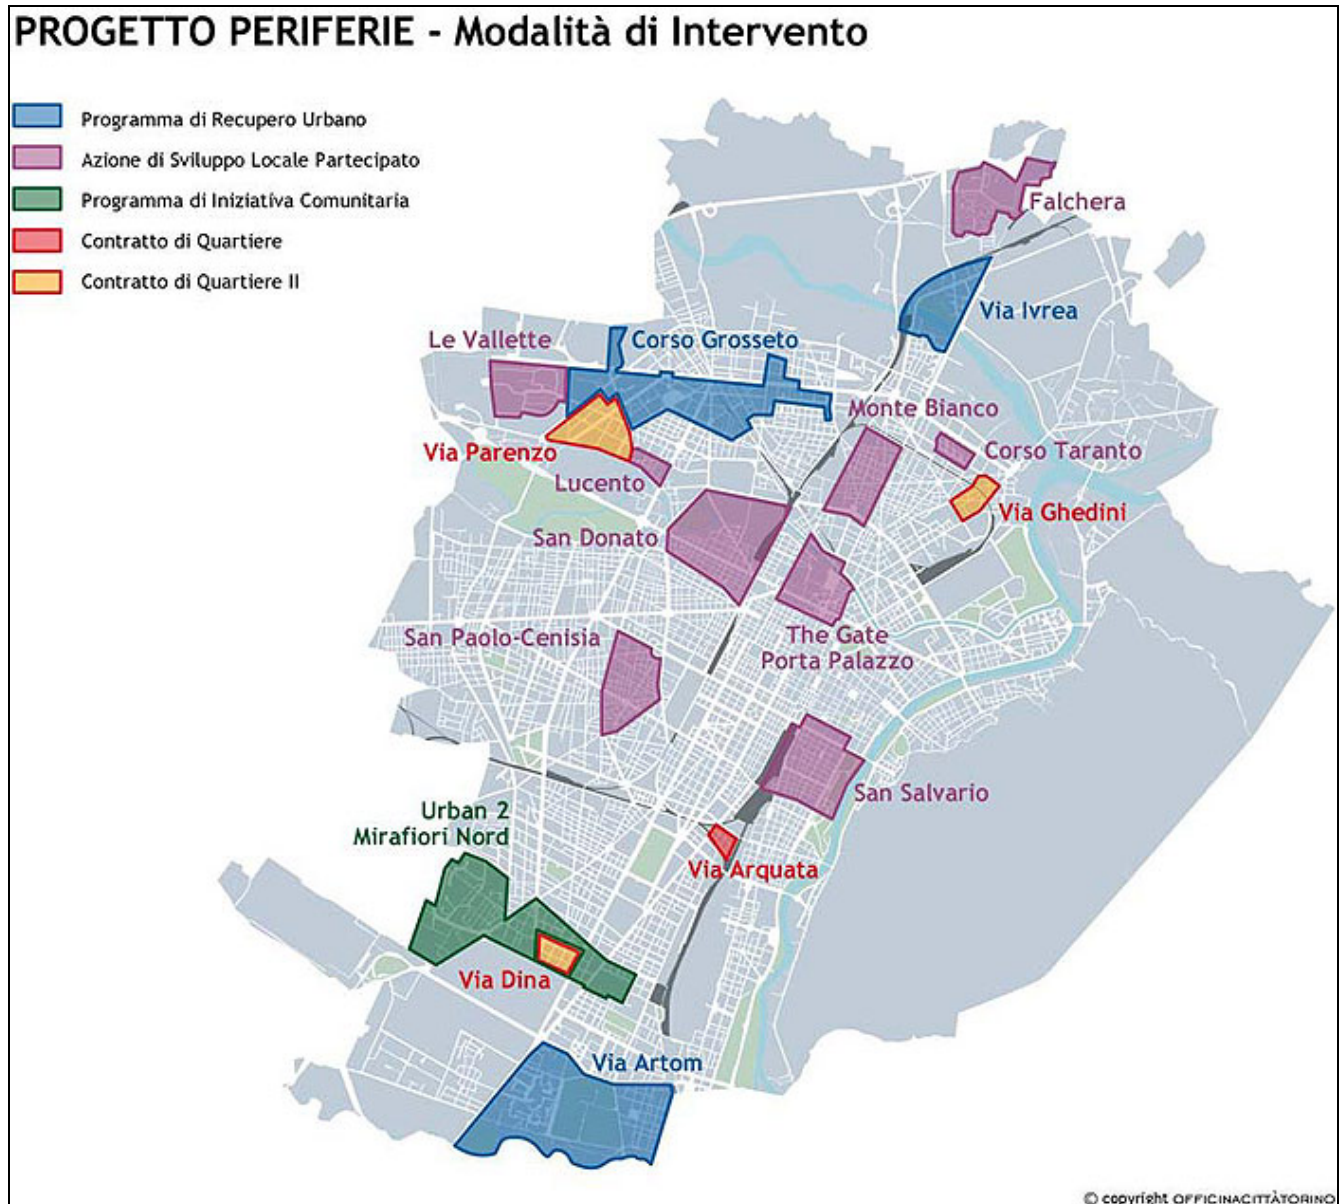 PROGETTO PERIFERIE - Modalità di Intervento
Programma di Recupero Urbano
Azione di Sviluppo Locale Partecipato
Programma di Iniziativa Comunitaria
Contratto di Quartiere
Contratto di Quartiere II
Falchera
Via Ivrea
Le Vallette
Corso Grosseto
Monte Bianco
Via Parenzo
Corso Taranto
Lucento
Via Ghedini
San Donato
San Paolo-Cenisia
The Gate
Porta Palazzo
San Salvario
Urban 2
Mirafiori Nord
Via Arquata
Via Dina
Via Artom
© copyright OFFICINACITTÀTORINO